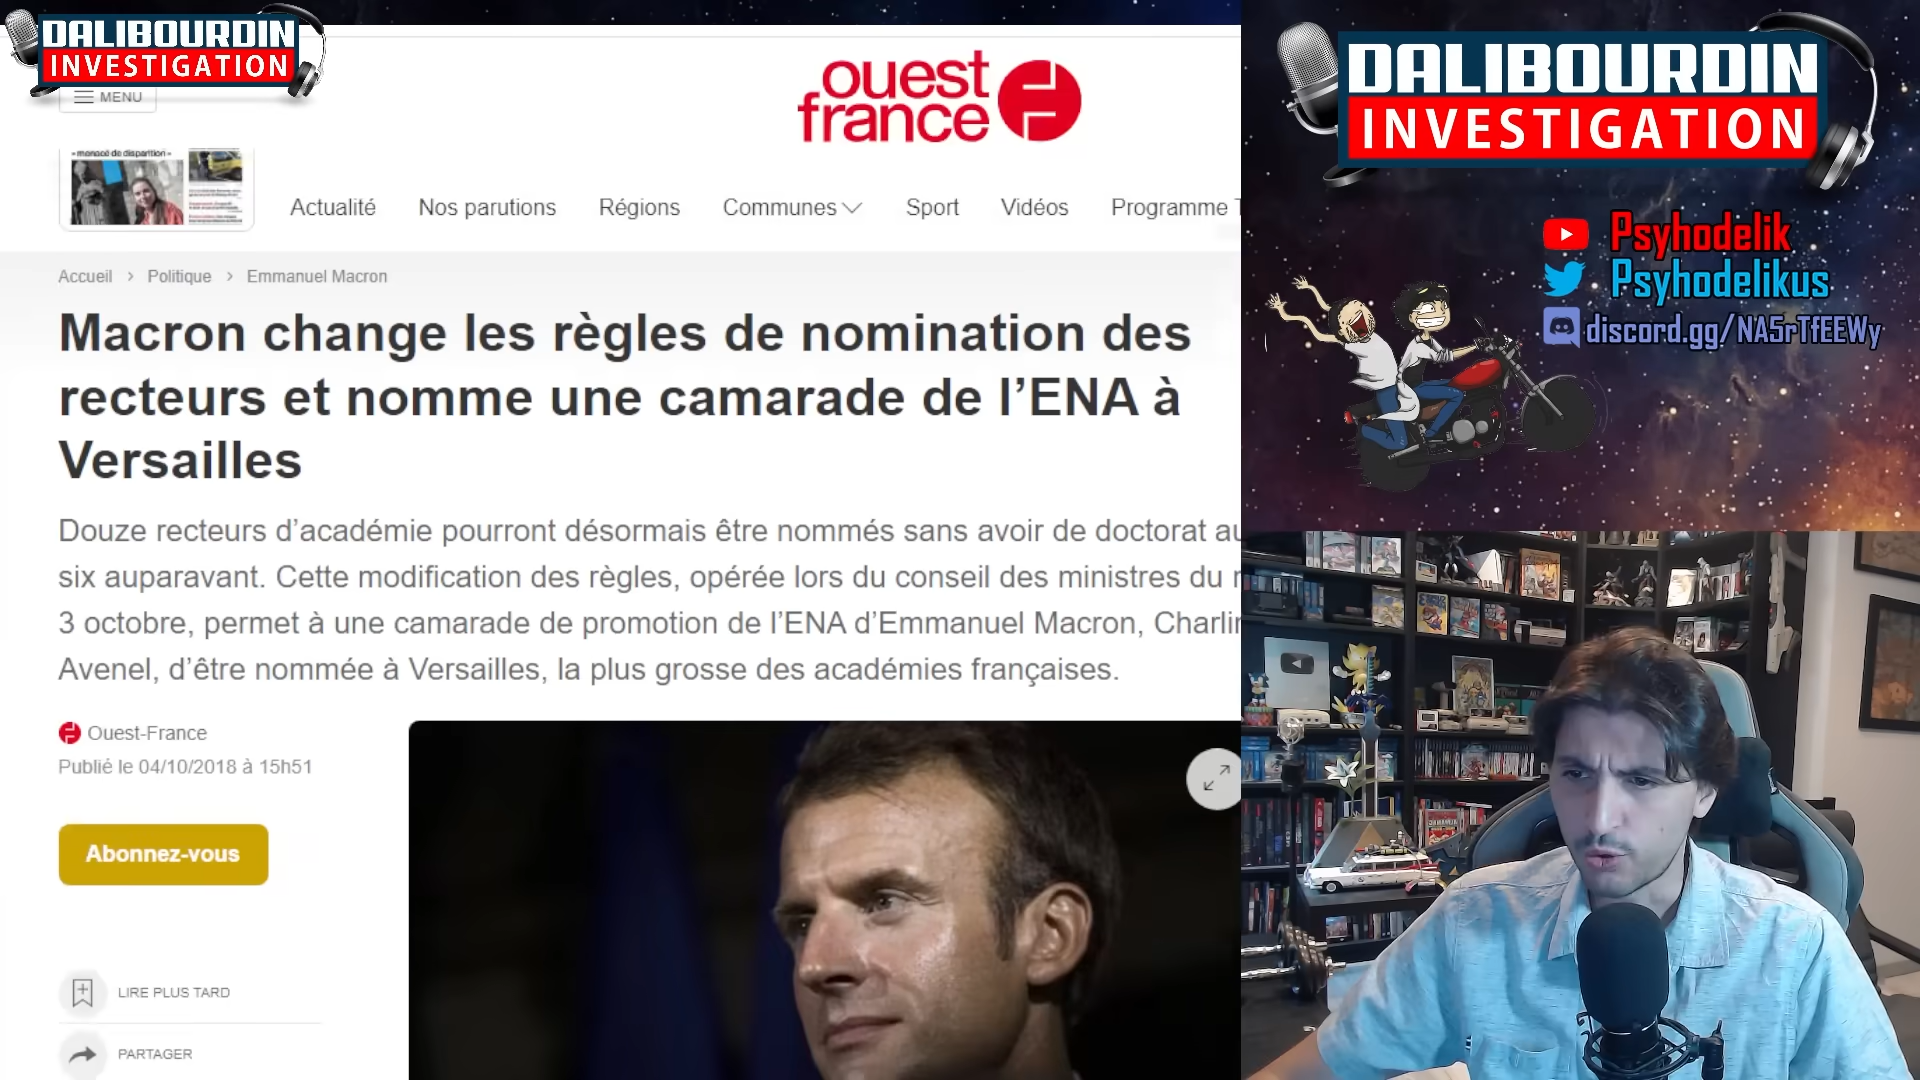 DALIBOURDIN
INVESTIGATION
MENU
ouest
france
- menacé de disparition -
Actualité
Nos parutions
Régions
Communes
Sport
Vidéos
Programme
Accueil > Politique > Emmanuel Macron
Macron change les règles de nomination des
recteurs et nomme une camarade de l’ENA à
Versailles
Douze recteurs d’académie pourront désormais être nommés sans avoir de doctorat
six auparavant. Cette modification des règles, opérée lors du conseil des ministres du
3 octobre, permet à une camarade de promotion de l’ENA d’Emmanuel Macron,
Avenel, d’être nommée à Versailles, la plus grosse des académies françaises.
Ouest-France
Publié le 04/10/2018 à 15h51
Abonnez-vous
LIRE PLUS TARD
PARTAGER
DALIBOURDIN
INVESTIGATION
Psyhodelik
Psyhodelikus
discord.gg/NA5rTfEEWy